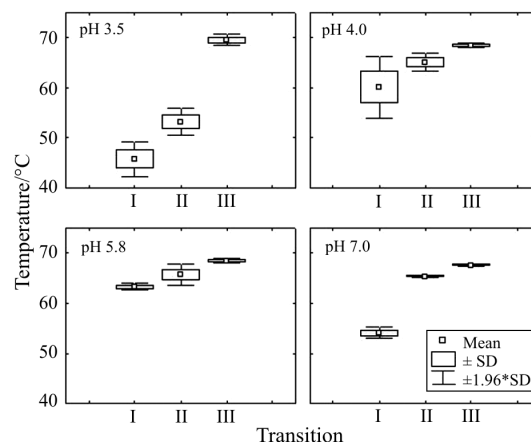 pH 3.5
pH 4.0
70
60
50
40
I II III
I II III
Temperature/°C
pH 5.8
pH 7.0
70
60
50
40
Mean
± SD
±1.96*SD
I II III
I II III
Transition